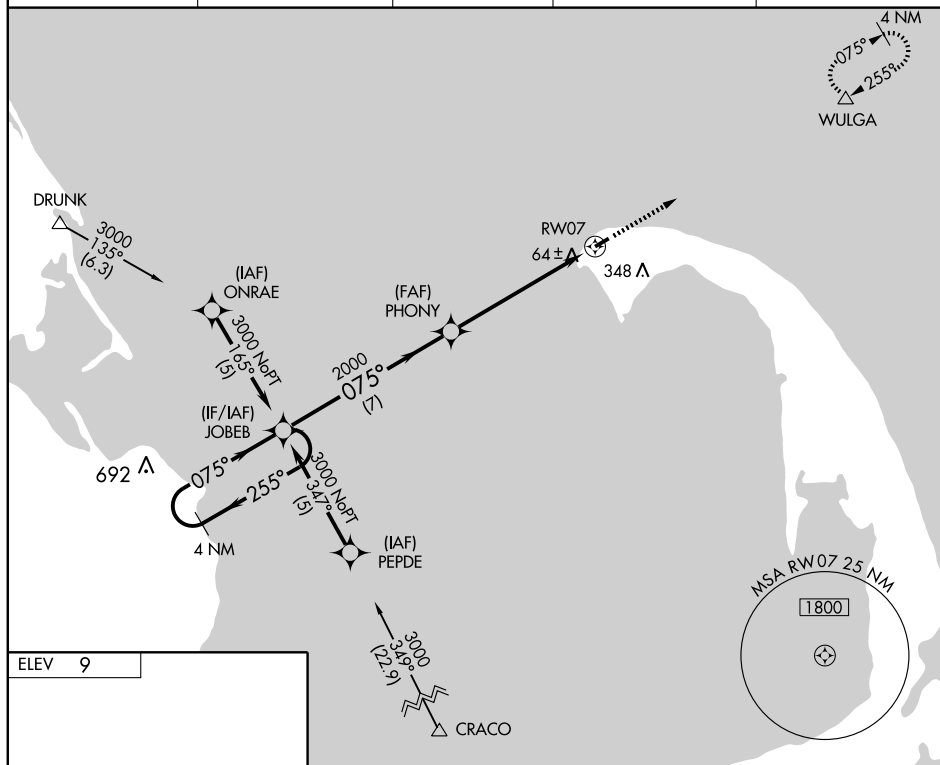 4 NM
075°
255°
WULGA
DRUNK
3000
135°
(6.3)
(IAF)
ONRAE
3000 NoPT
165°
(5)
RW07
64±
348
(FAF)
PHONY
2000
075°
(7)
(IF/IAF)
JOBEB
692
075°
255°
4 NM
3000 NoPT
347°
(5)
(IAF)
PEPDE
3000
349°
(22.9)
CRACO
MSA RW07 25 NM
1800
ELEV 9